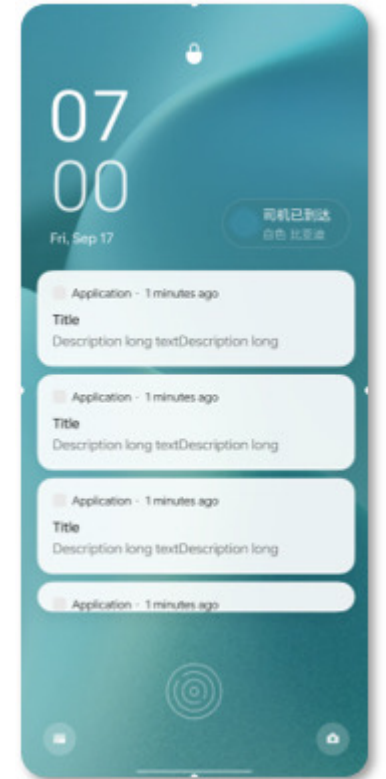 07
00
Fri, Sep 17
司机已到达
白色 比亚迪
Application · 1 minutes ago
Title
Description long textDescription long
Application · 1 minutes ago
Title
Description long textDescription long
Application · 1 minutes ago
Title
Description long textDescription long
Application · 1 minutes ago